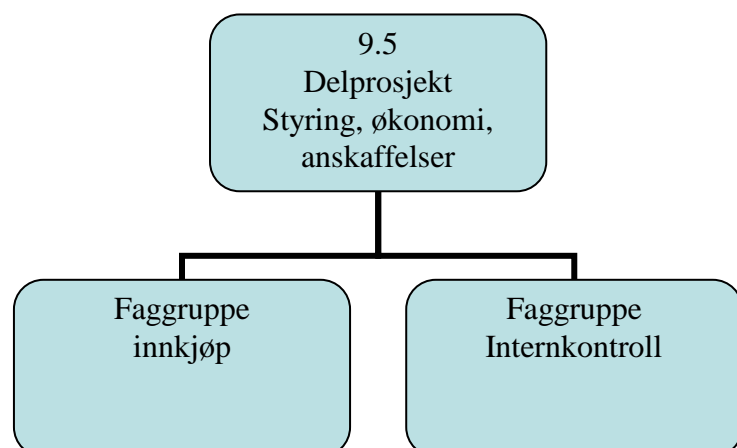 9.5
Delprosjekt
Styring, økonomi,
anskaffelser
Faggruppe
innkjøp
Faggruppe
Internkontroll